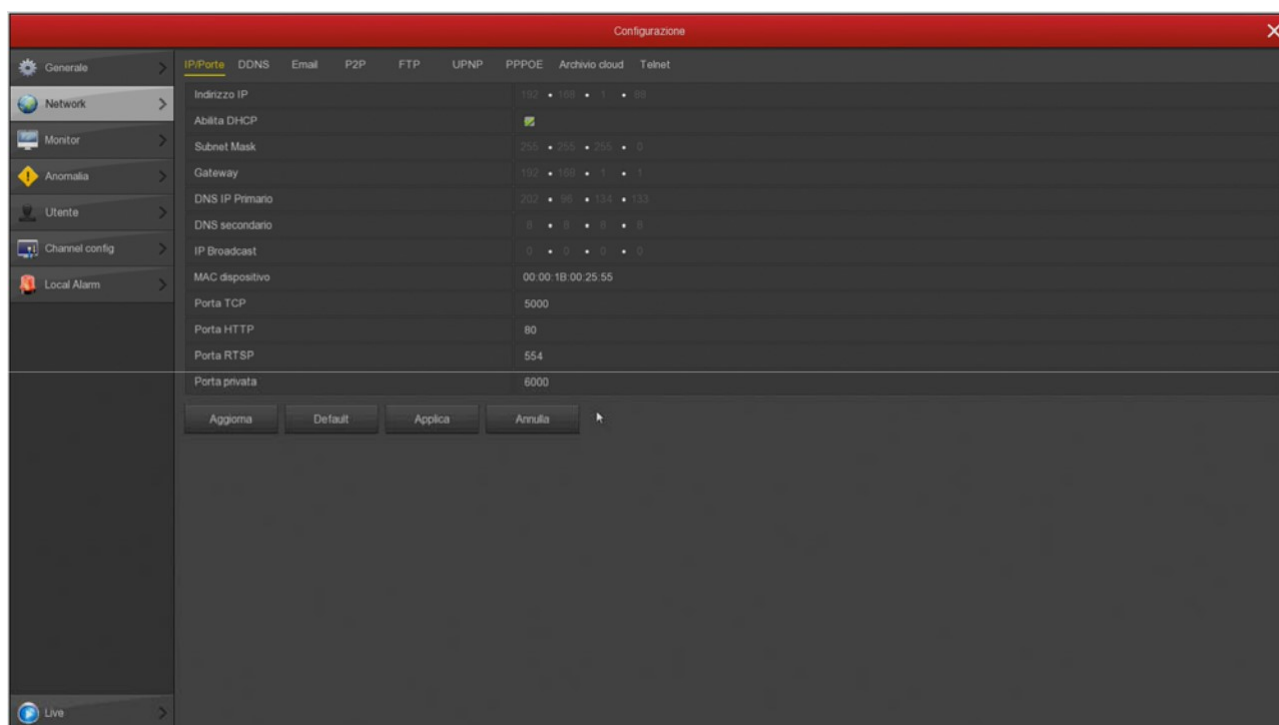 Configurazione
Generale
Network
Monitor
Anomalia
Utente
Channel config
Local Alarm
Live
IP/Porte DDNS Email P2P FTP UPNP PPPOE Archivio cloud Telnet
Indirizzo IP 192 • 168 • 1 • 88
Abilita DHCP
Subnet Mask 255 • 255 • 255 • 0
Gateway 192 • 168 • 1 • 1
DNS IP Primario 202 • 96 • 134 • 133
DNS secondario 8 • 8 • 8 • 8
IP Broadcast 0 • 0 • 0 • 0
MAC dispositivo 00:00:1B:00:25:55
Porta TCP 5000
Porta HTTP 80
Porta RTSP 554
Porta privata 6000
Aggiorna Default Applica Annulla